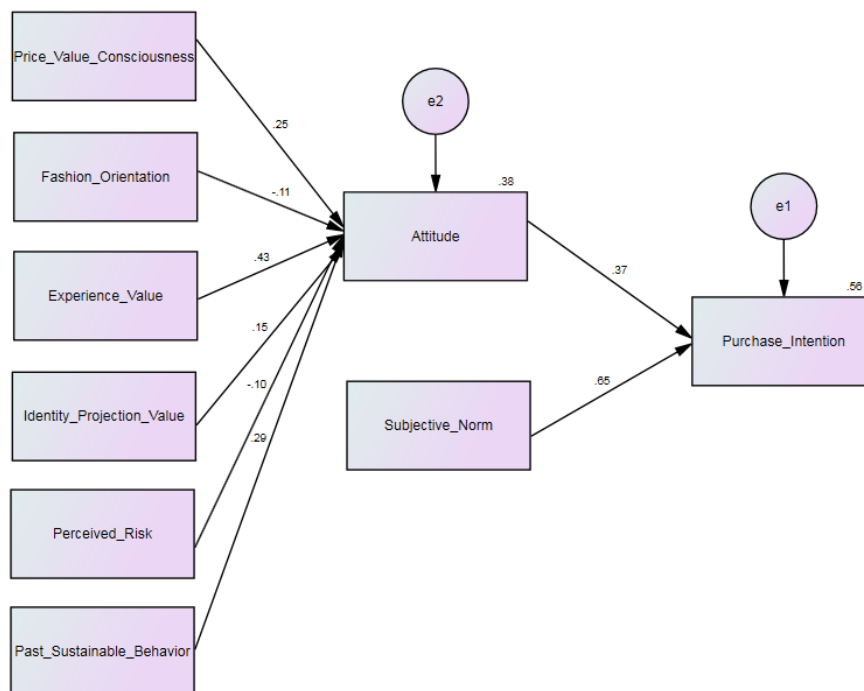 Price_Value_Consciousness
Fashion_Orientation
Experience_Value
Identity_Projection_Value
Perceived_Risk
Past_Sustainable_Behavior
.25
-.11
.43
.15
-.10
.29
e2
.38
Attitude
Subjective_Norm
.37
.65
e1
.56
Purchase_Intention